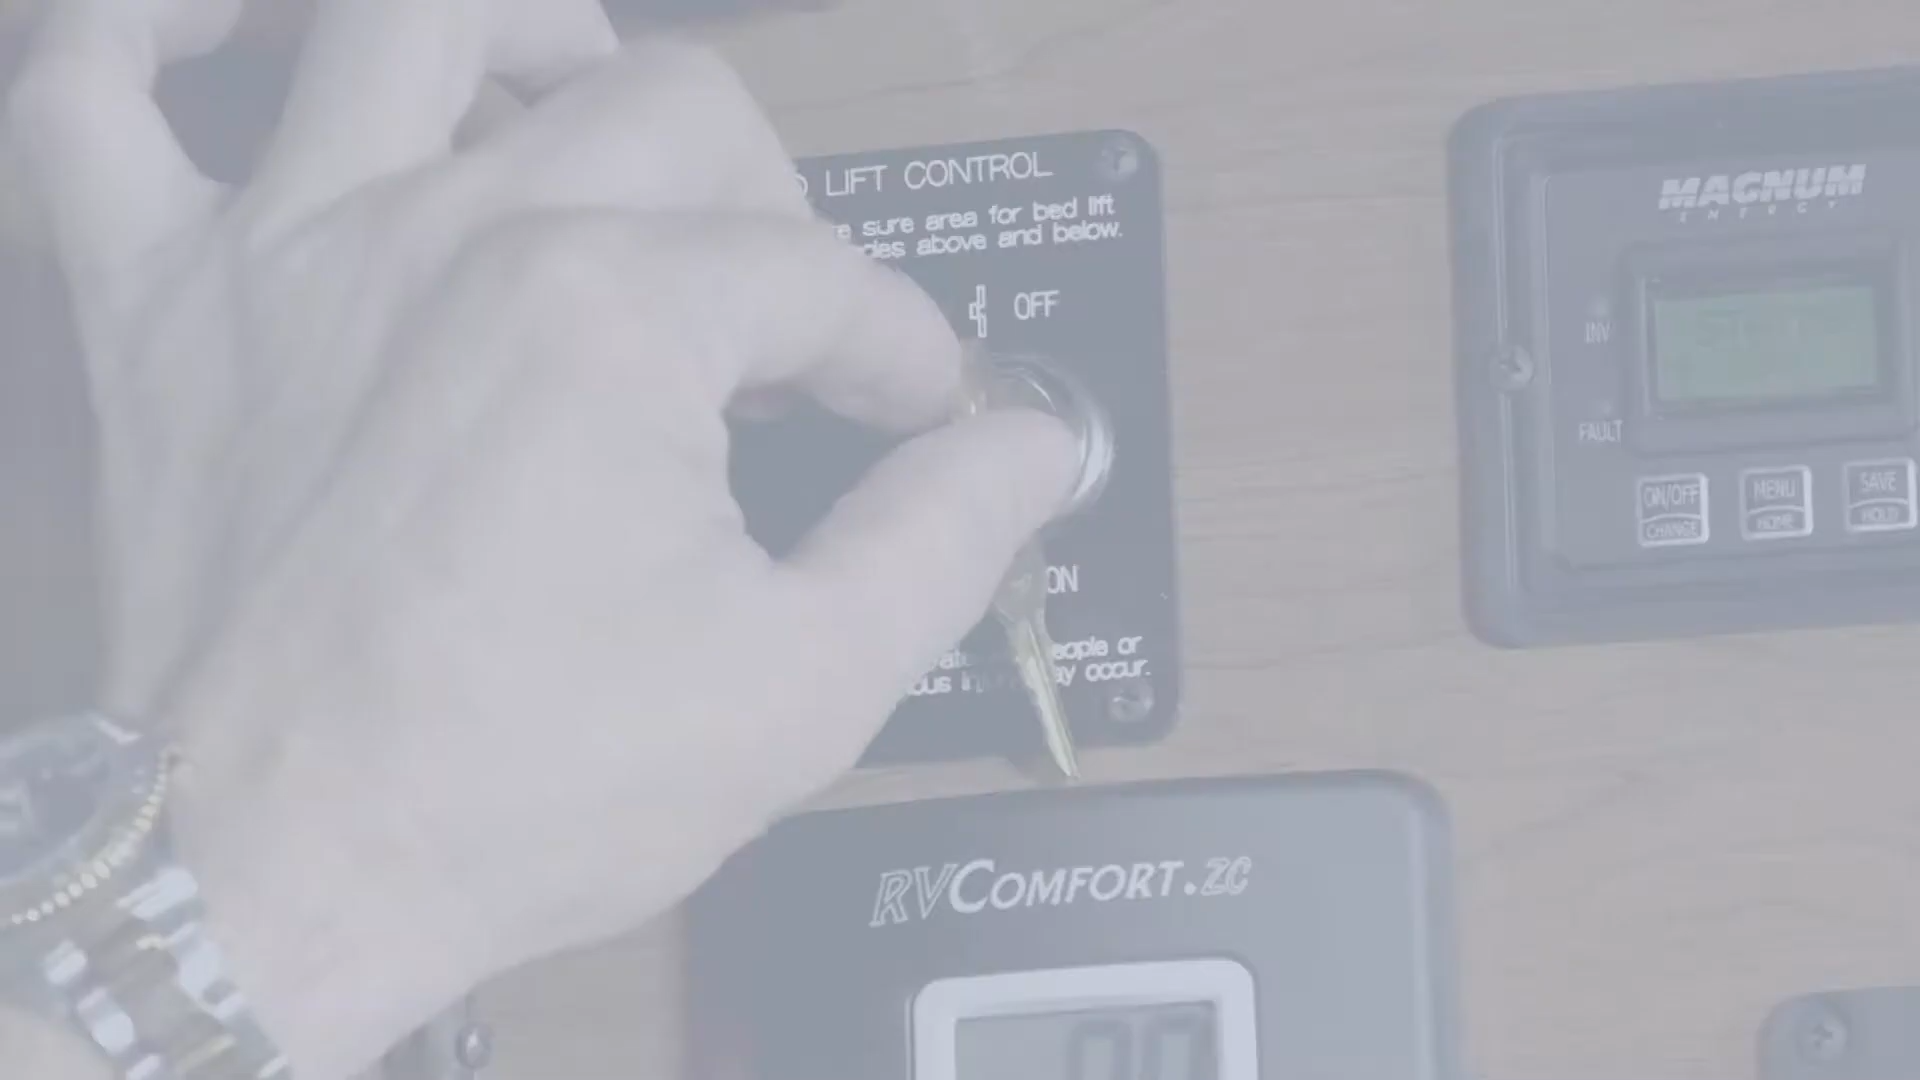 LIFT CONTROL
sure area for bed lift
above and below.
OFF
ON
people or
occur.
MAGNUM
ENERGY
INV
FAULT
ON/OFF
CHANGE
MENU
HOME
SAVE
HOLD
RVCOMFORT.ZC